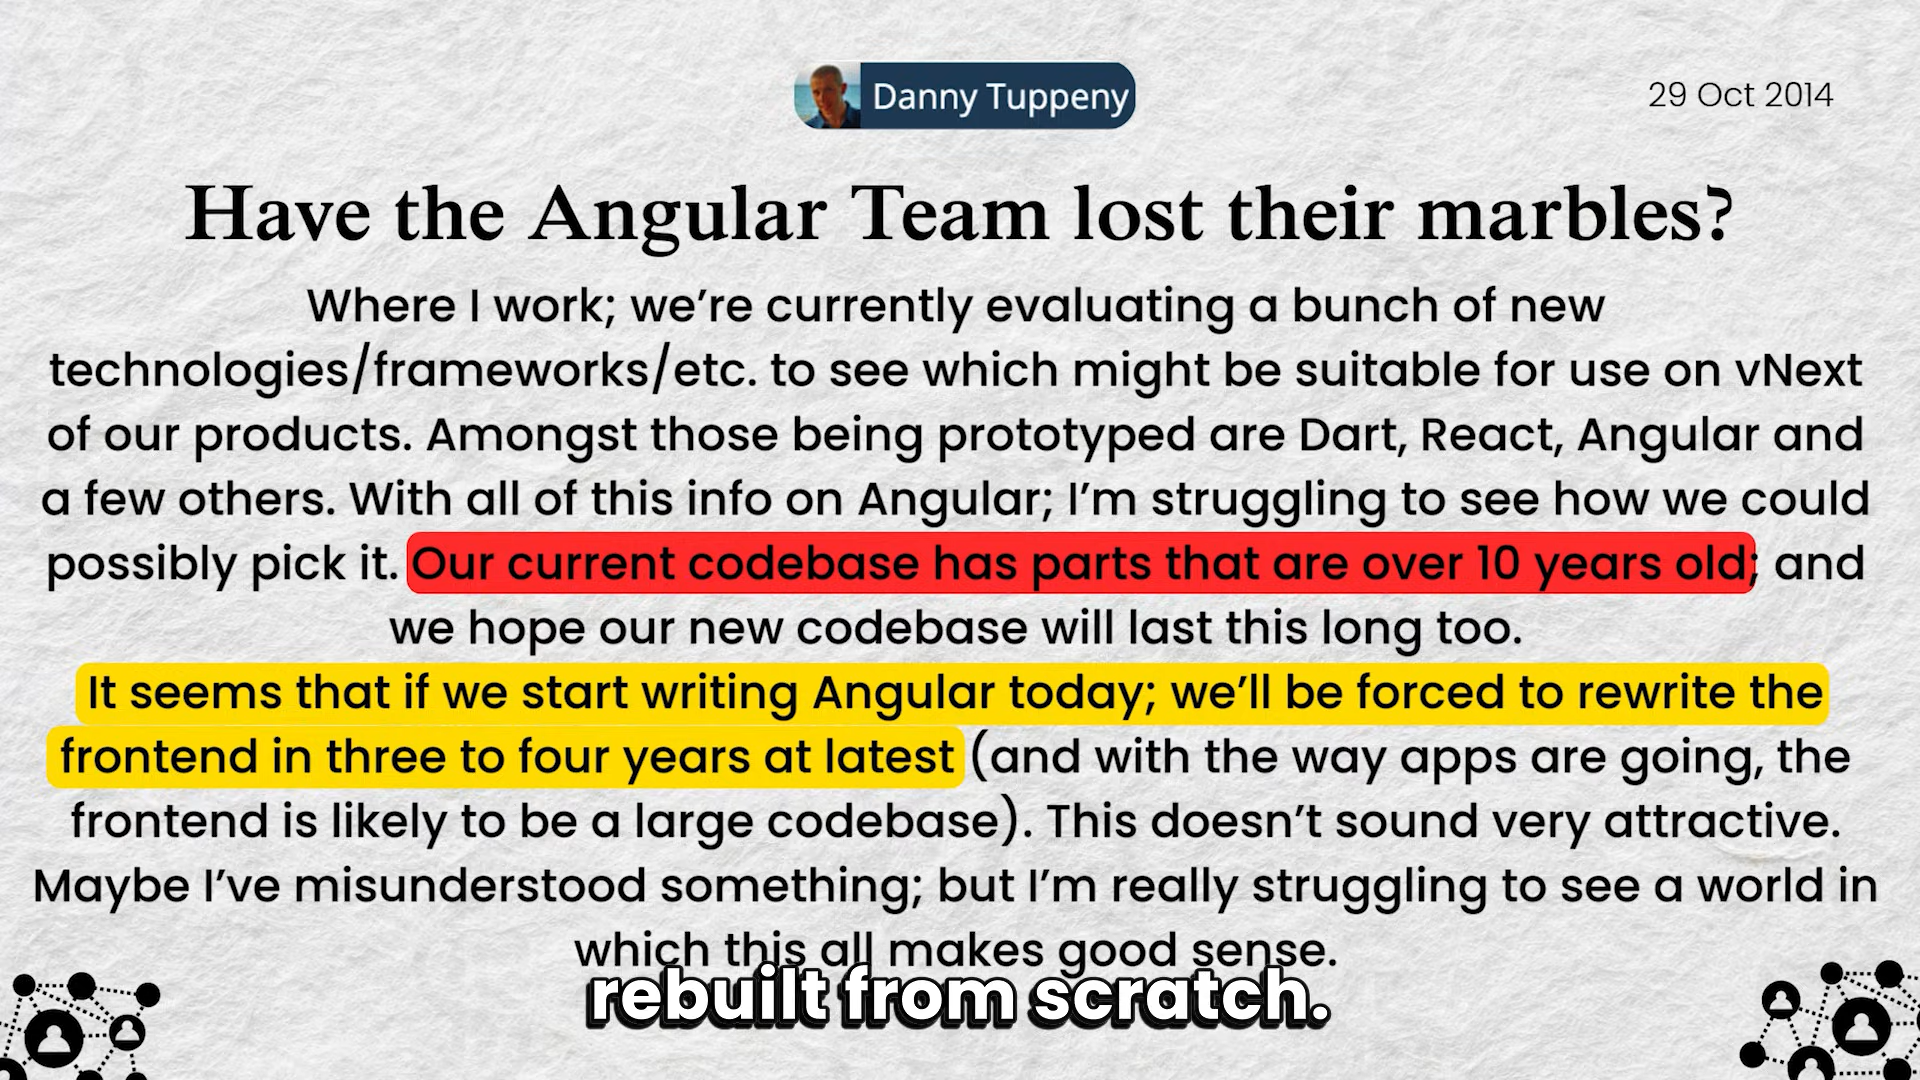 Danny Tuppeny
29 Oct 2014
Have the Angular Team lost their marbles?
Where I work; we're currently evaluating a bunch of new
technologies/frameworks/etc. to see which might be suitable for use on vNext
of our products. Amongst those being prototyped are Dart, React, Angular and
a few others. With all of this info on Angular; I'm struggling to see how we could
possibly pick it. Our current codebase has parts that are over 10 years old; and
we hope our new codebase will last this long too.
It seems that if we start writing Angular today; we'll be forced to rewrite the
frontend in three to four years at latest (and with the way apps are going, the
frontend is likely to be a large codebase). This doesn't sound very attractive.
Maybe I've misunderstood something; but I'm really struggling to see a world in
which this all makes good sense.
rebuilt from scratch.